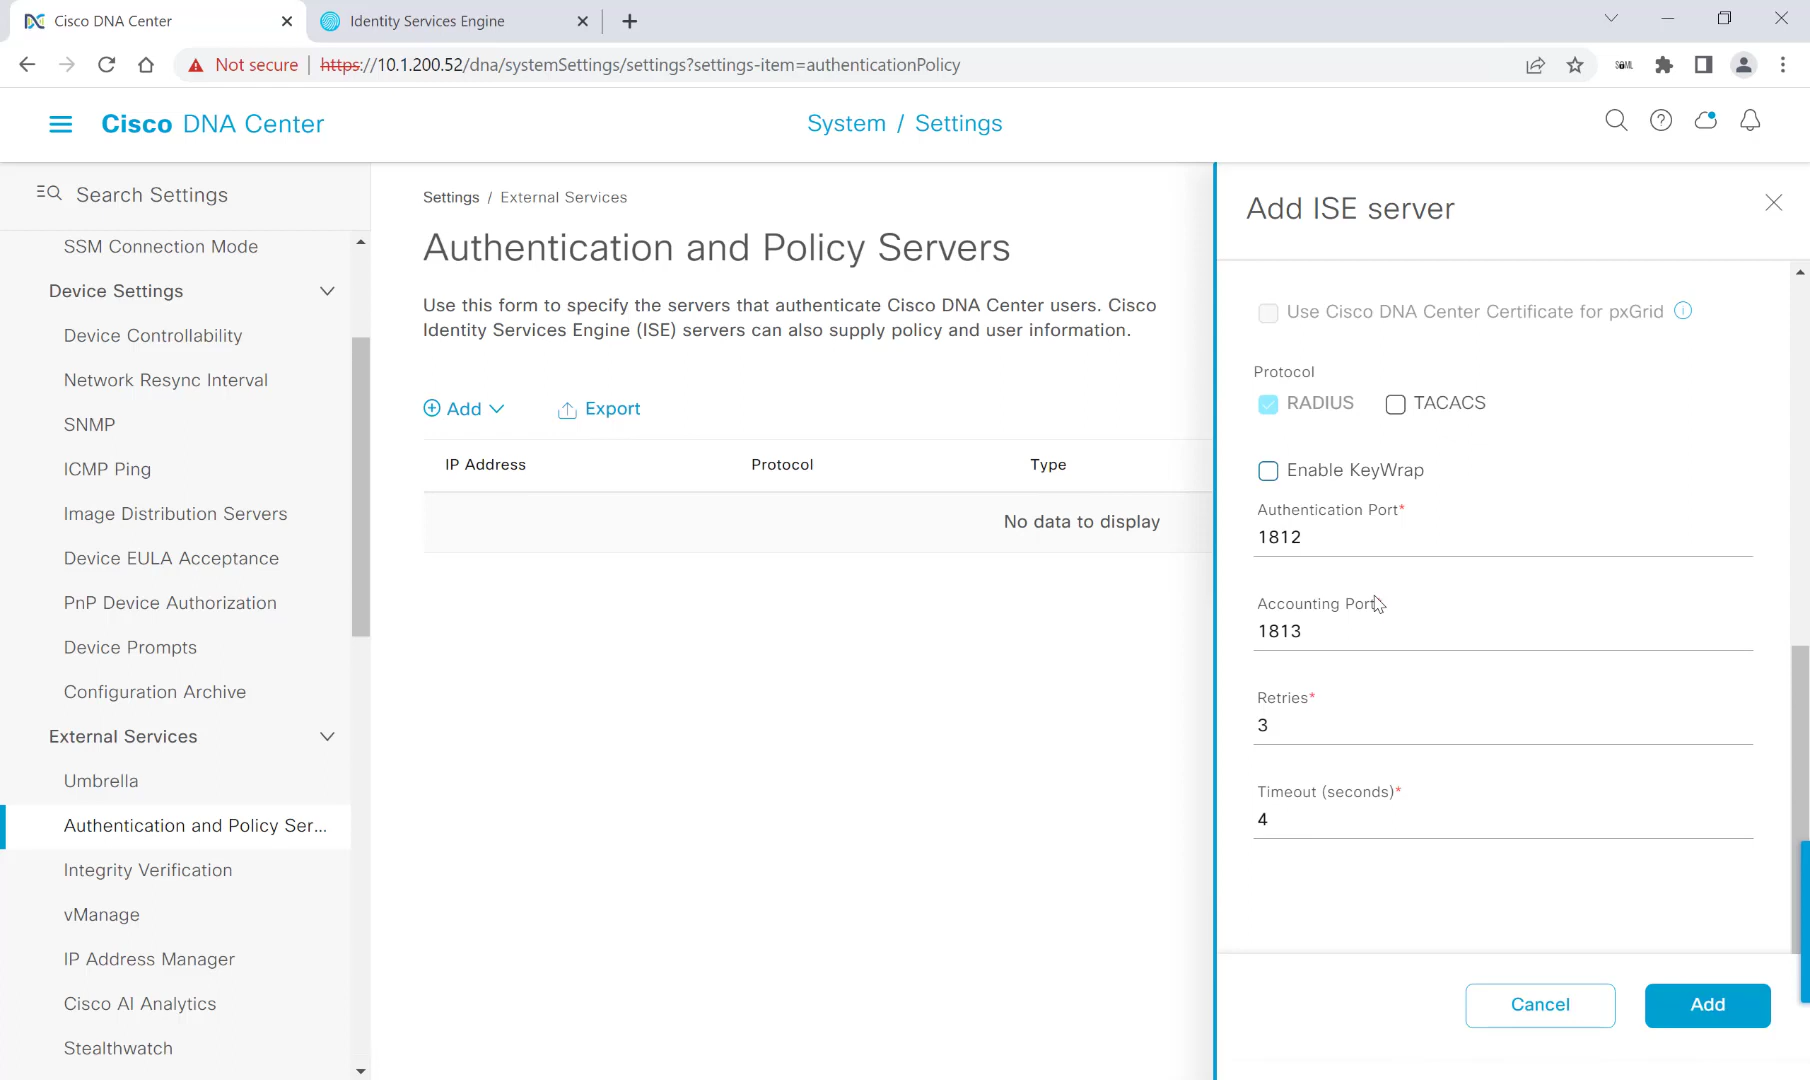 Cisco DNA Center
Identity Services Engine
Not secure
https://10.1.200.52/dna/systemSettings/settings?settings-item=authenticationPolicy
Cisco DNA Center
System / Settings
Search Settings
SSM Connection Mode
Device Settings
Device Controllability
Network Resync Interval
SNMP
ICMP Ping
Image Distribution Servers
Device EULA Acceptance
PnP Device Authorization
Device Prompts
Configuration Archive
External Services
Umbrella
Authentication and Policy Ser...
Integrity Verification
vManage
IP Address Manager
Cisco AI Analytics
Stealthwatch
Settings / External Services
Authentication and Policy Servers
Use this form to specify the servers that authenticate Cisco DNA Center users. Cisco
Identity Services Engine (ISE) servers can also supply policy and user information.
Add
Export
IP Address Protocol Type
No data to display
Add ISE server
Use Cisco DNA Center Certificate for pxGrid
Protocol
RADIUS TACACS
Enable KeyWrap
Authentication Port*
1812
Accounting Port
1813
Retries*
3
Timeout (seconds)*
4
Cancel
Add